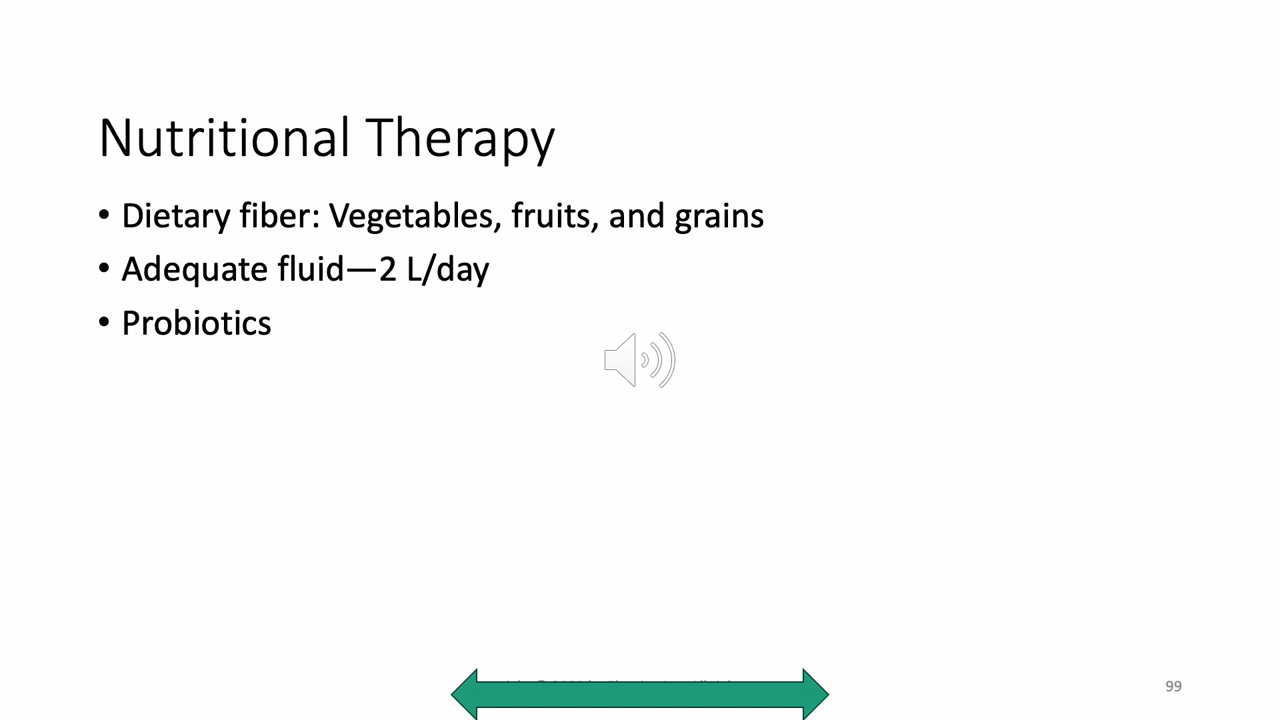 Nutritional Therapy
• Dietary fiber: Vegetables, fruits, and grains
• Adequate fluid—2 L/day
• Probiotics
99